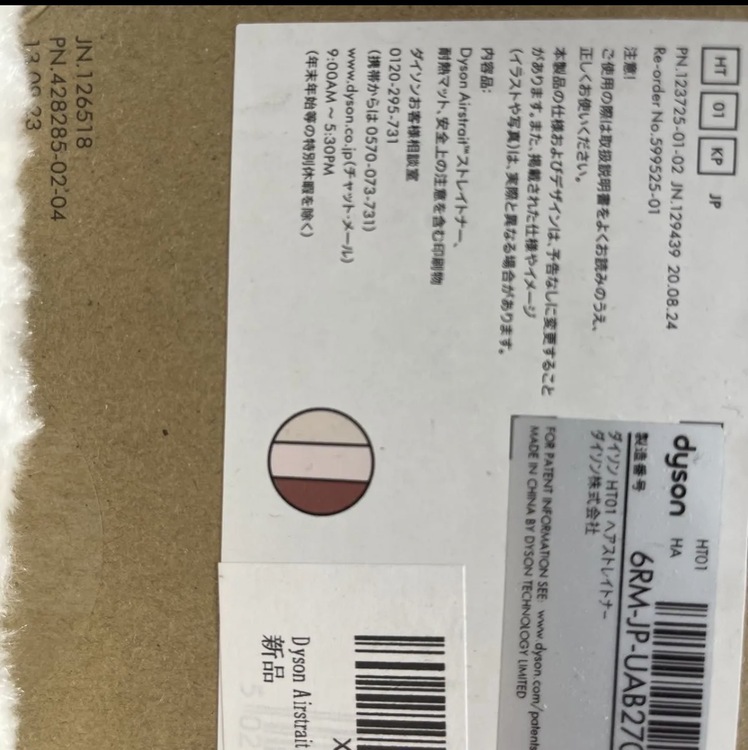 HT 01 KP JP
PN.123725-01-02 JN.129439 20.08.24
Re-order No.599525-01
注意!
ご使用の際は取扱説明書をよくお読みのうえ、
正しくお使いください。
本製品の仕様およびデザインは、予告なしに変更すること
があります。また、掲載された仕様やイメージ
(イラストや写真)は、実際と異なる場合があります。
内容品:
Dyson Airstrait™ストレイトナー、
耐熱マット、安全上の注意を含む印刷物
ダイソンお客様相談室
0120-295-731
(携帯からは 0570-073-731)
www.dyson.co.jp(チャット・メール)
9:00AM ~ 5:30PM
(年末年始等の特別休暇を除く)
dyson HT01
HA
製造番号 6RM-JP-UAB27
ダイソン HT01 ヘアストレイトナー
ダイソン株式会社
FOR PATENT INFORMATION SEE www.dyson.com/patents
MADE IN CHINA BY DYSON TECHNOLOGY LIMITED
X
Dyson Airstrait
新品
JN.126518
PN.428285-02-04